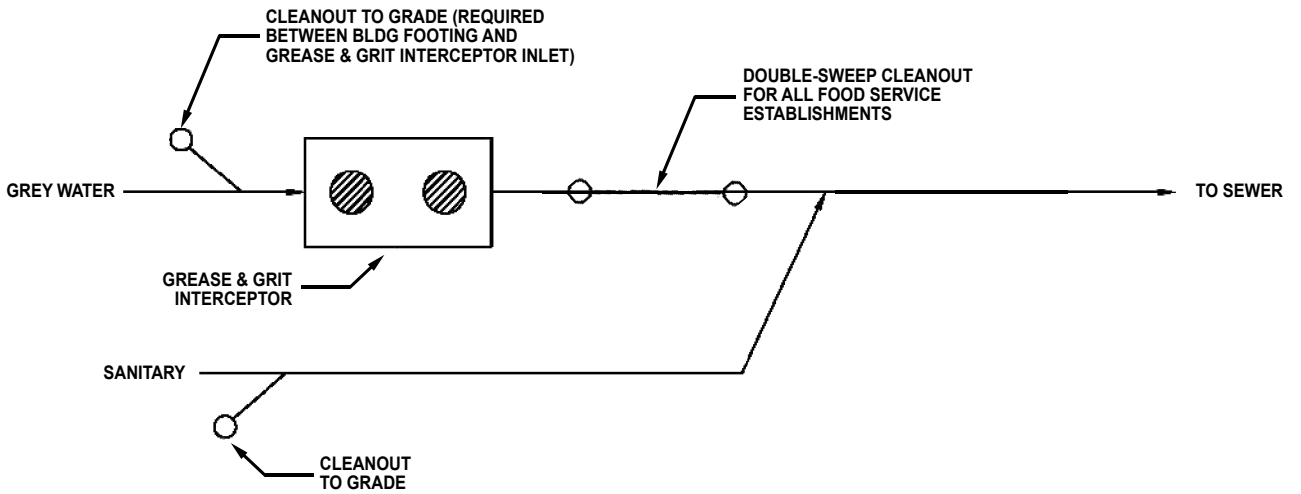 CLEANOUT TO GRADE (REQUIRED
BETWEEN BLDG FOOTING AND
GREASE & GRIT INTERCEPTOR INLET)
DOUBLE-SWEEP CLEANOUT
FOR ALL FOOD SERVICE
ESTABLISHMENTS
GREY WATER
TO SEWER
GREASE & GRIT
INTERCEPTOR
SANITARY
CLEANOUT
TO GRADE